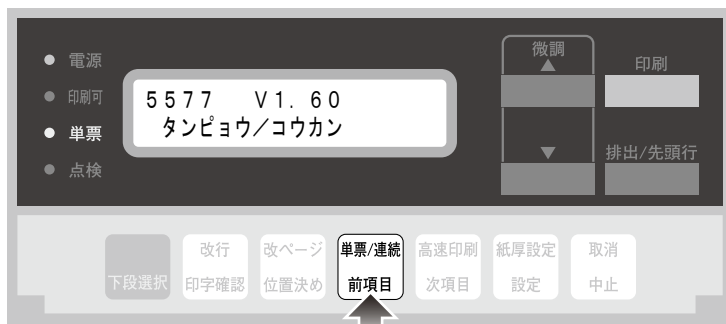 電源
印刷可
単票
点検
5577 V1.60
タンピョウ/コウカン
微調
▲
▼
印刷
排出/先頭行
下段選択
改行
印字確認
改ページ
位置決め
単票/連続
前項目
高速印刷
次項目
紙厚設定
設定
取消
中止